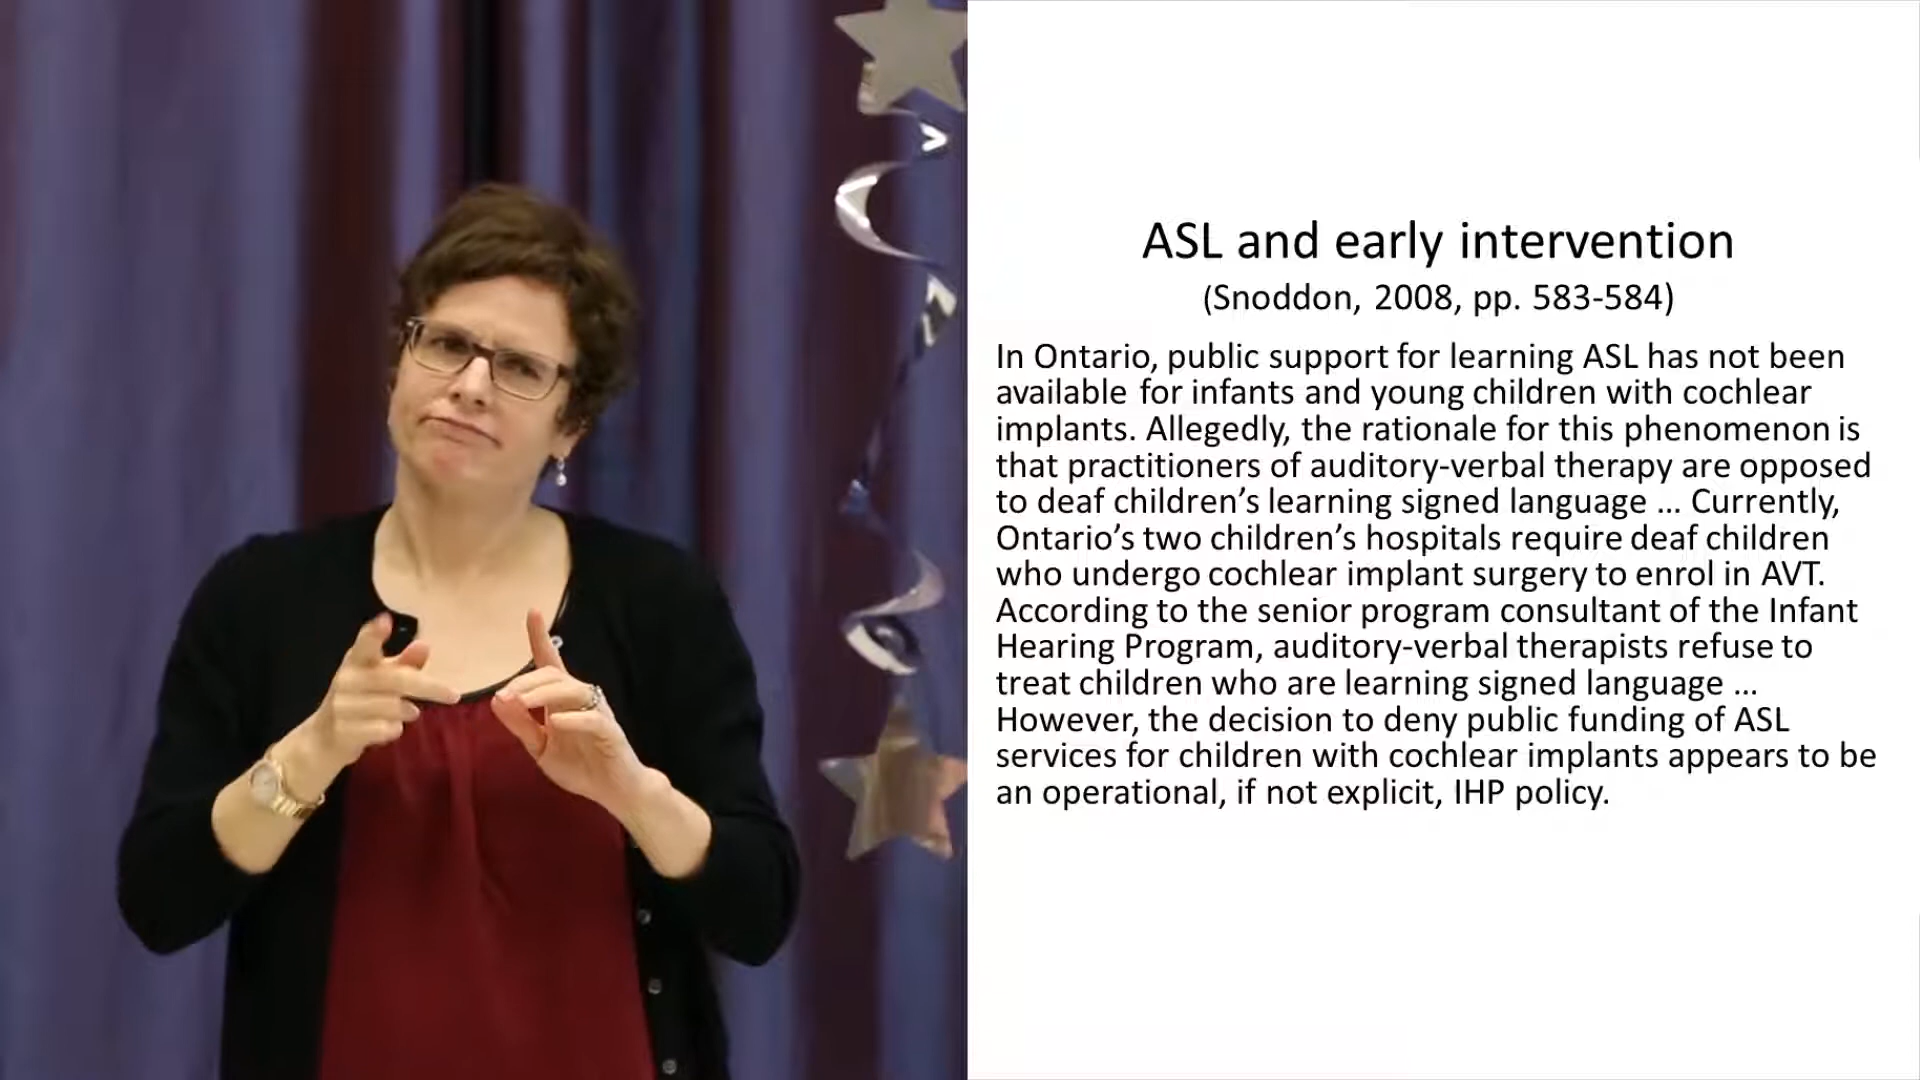 ASL and early intervention
(Snoddon, 2008, pp. 583-584)
In Ontario, public support for learning ASL has not been
available for infants and young children with cochlear
implants. Allegedly, the rationale for this phenomenon is
that practitioners of auditory-verbal therapy are opposed
to deaf children’s learning signed language ... Currently,
Ontario’s two children’s hospitals require deaf children
who undergo cochlear implant surgery to enrol in AVT.
According to the senior program consultant of the Infant
Hearing Program, auditory-verbal therapists refuse to
treat children who are learning signed language ...
However, the decision to deny public funding of ASL
services for children with cochlear implants appears to be
an operational, if not explicit, IHP policy.